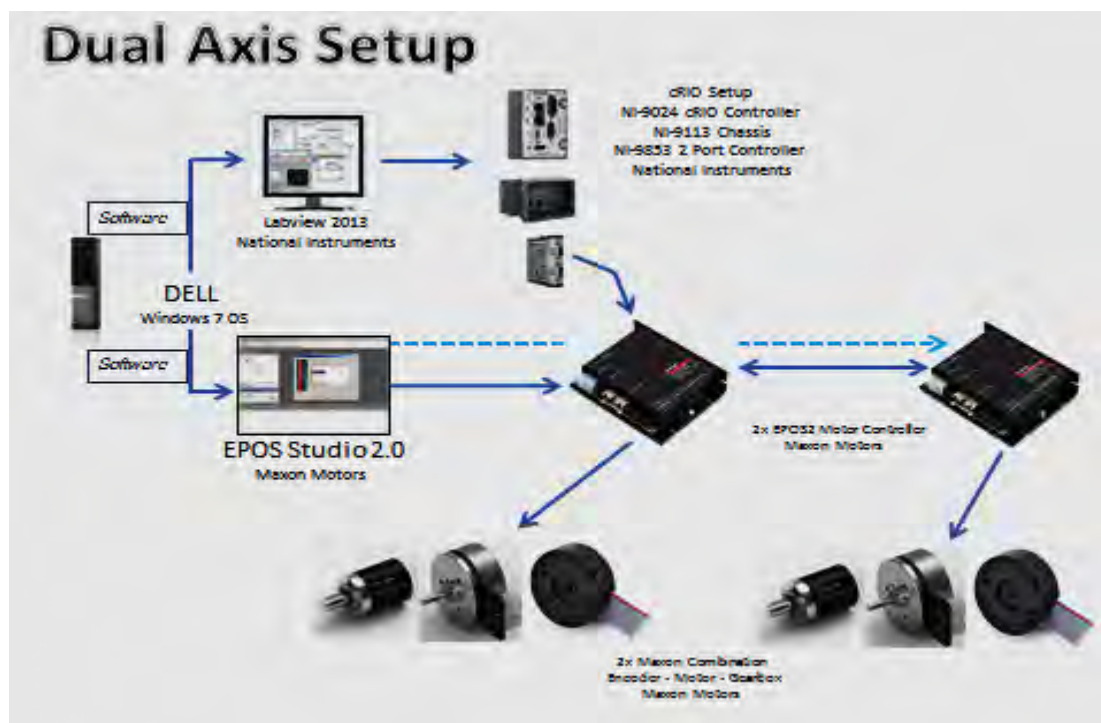 Dual Axis Setup
cRIO Setup
NI-9024 cRIO Controller
NI-9113 Chassis
NI-9853 2 Port Controller
National Instruments
Software
Labview 2013
National Instruments
DELL
Windows 7 OS
Software
EPOS Studio 2.0
Maxon Motors
2x EPOS2 Motor Controller
Maxon Motors
2x Maxon Combination
Encoder - Motor - Gearbox
Maxon Motors